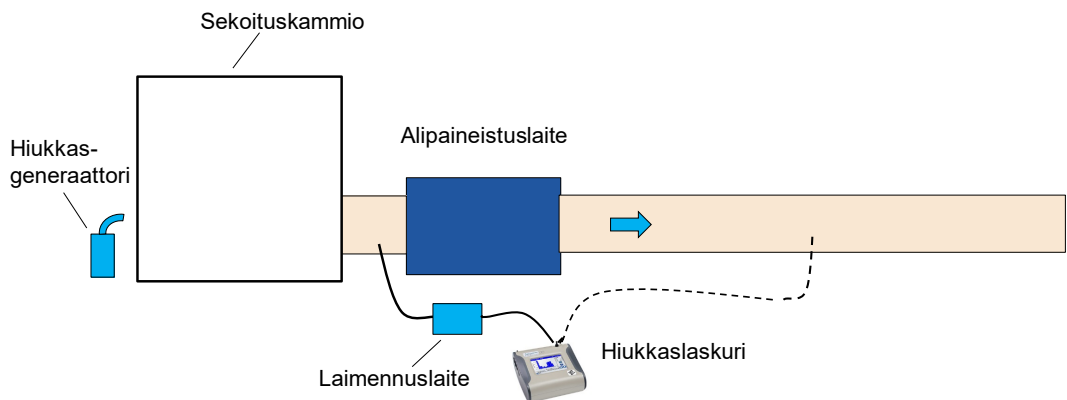 Sekoituskammio
Hiukkas-
generaattori
Alipaineistuslaite
Laimennuslaite
Hiukkaslaskuri